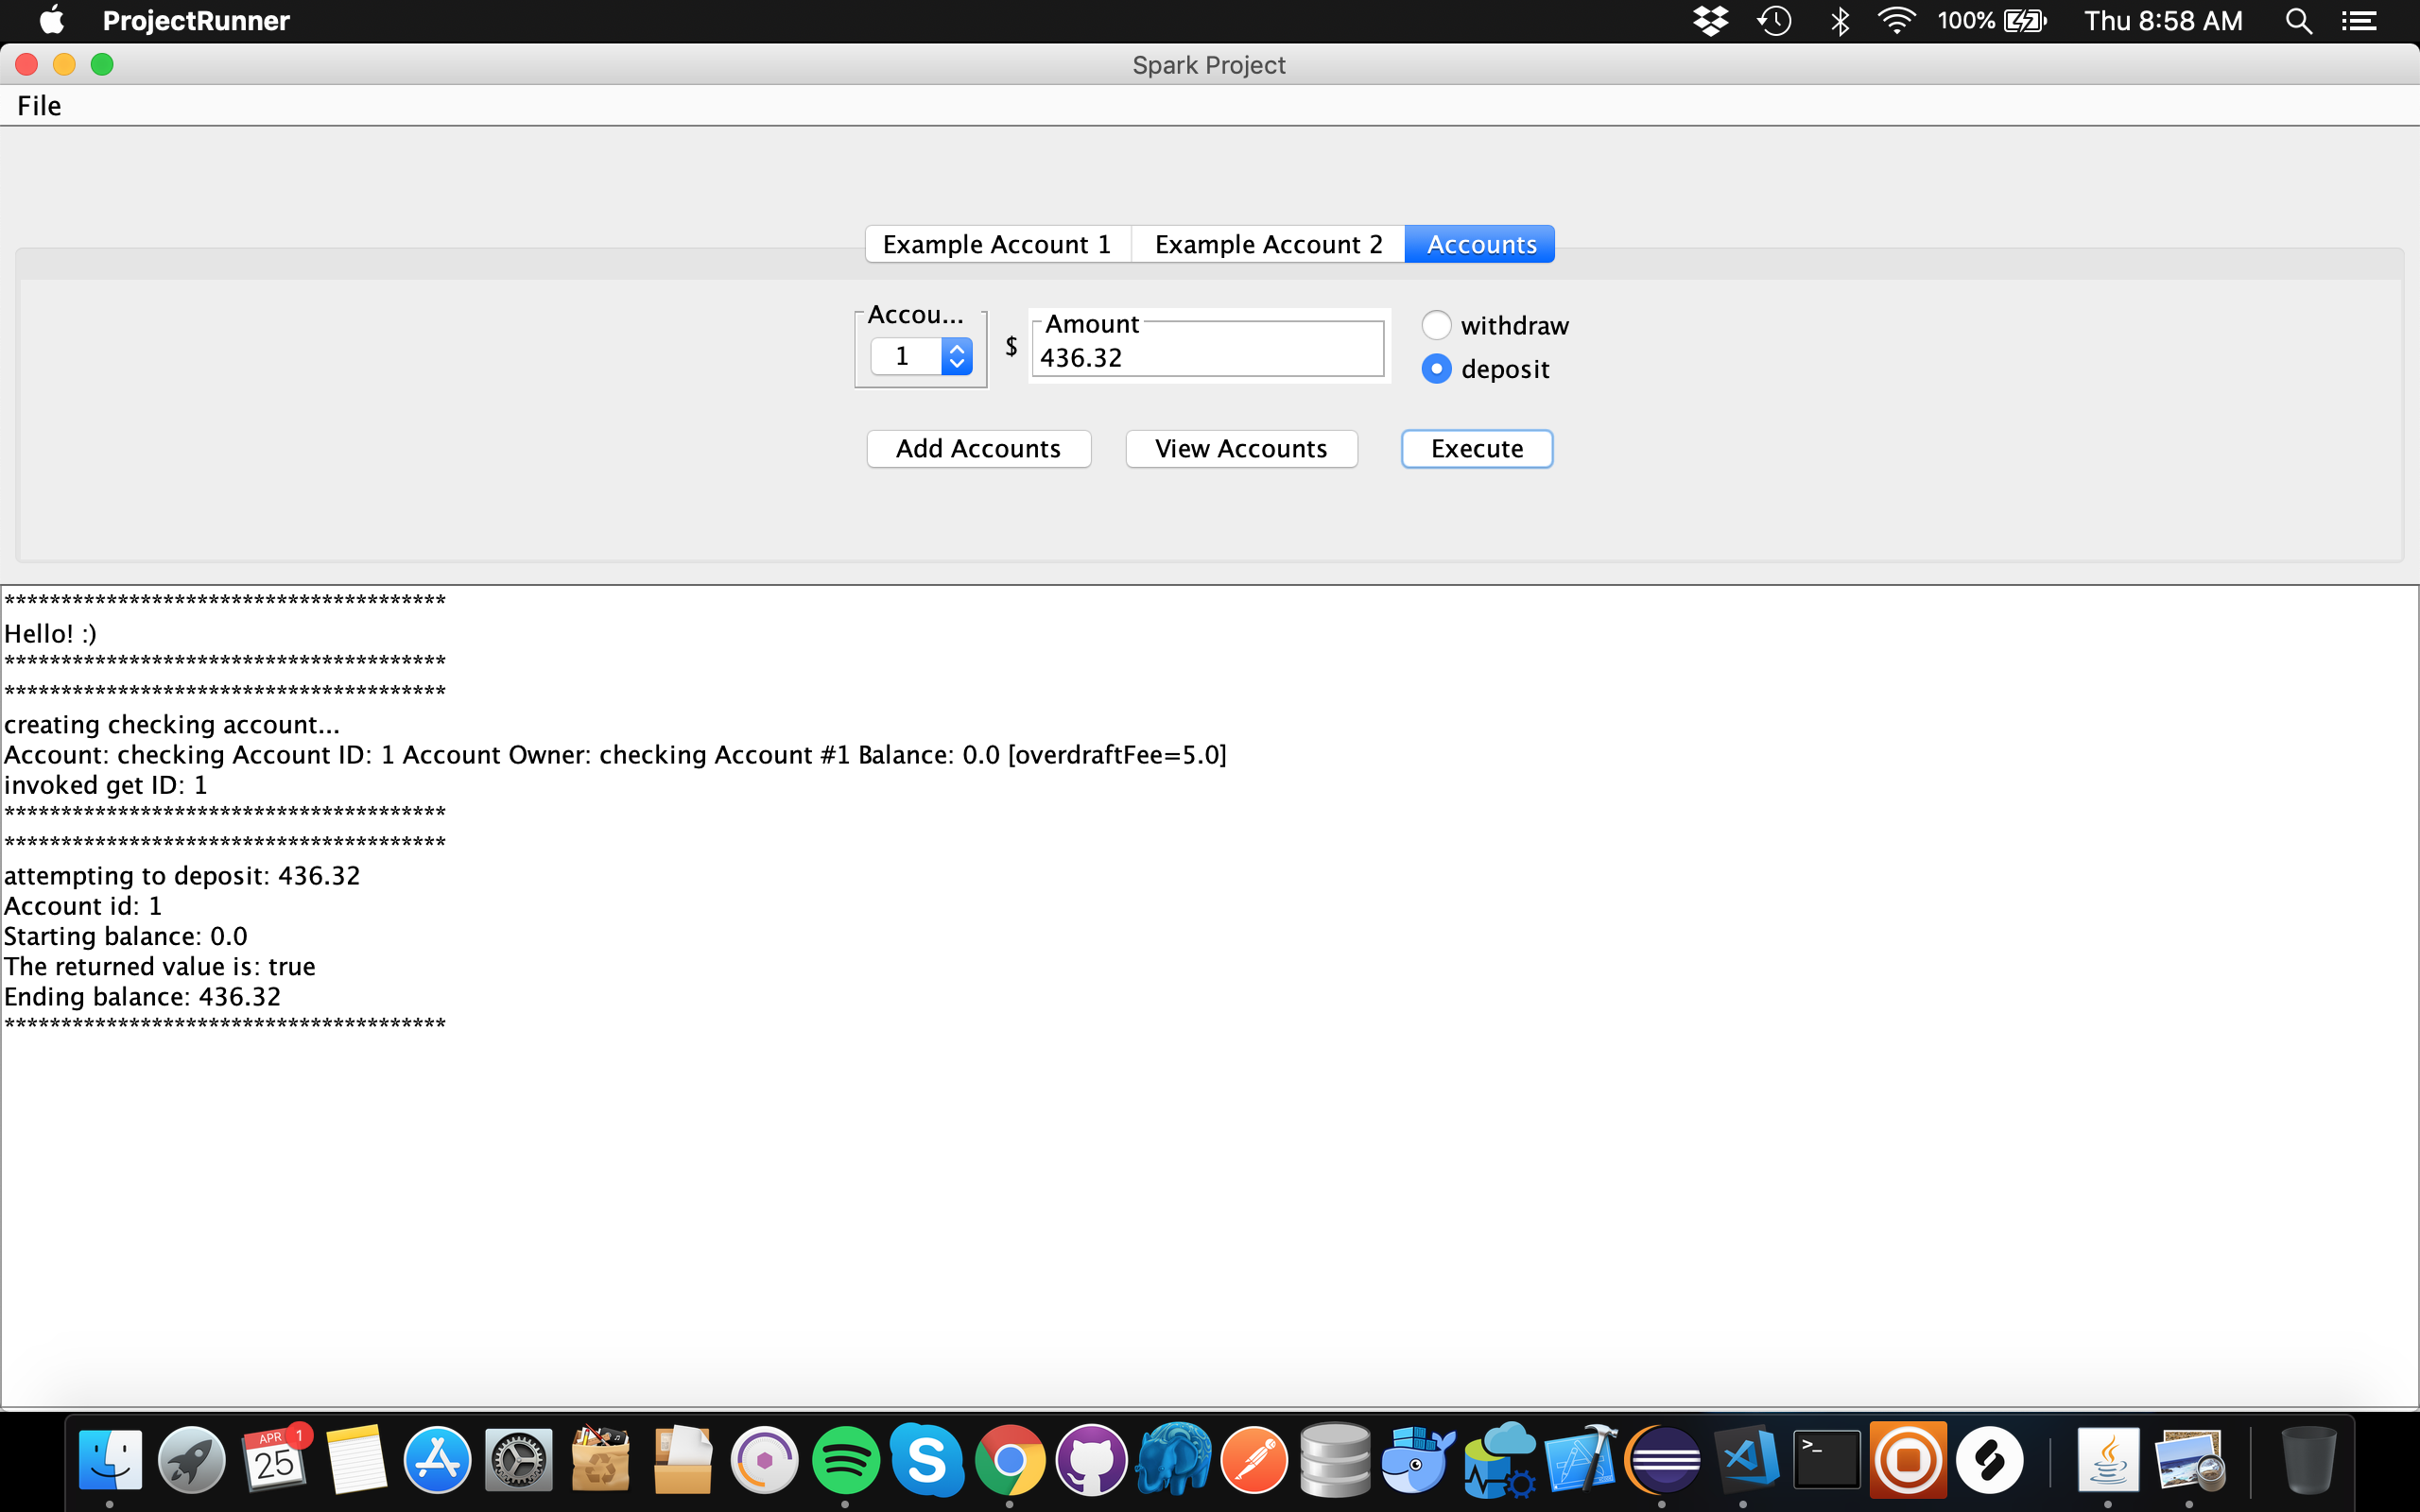 ProjectRunner 100% Thu 8:58 AM
Spark Project
File
Example Account 1 Example Account 2 Accounts
Accou... Amount
1 $ 436.32
withdraw
deposit
Add Accounts View Accounts Execute
***************************************
Hello! :)
***************************************
***************************************
creating checking account...
Account: checking Account ID: 1 Account Owner: checking Account #1 Balance: 0.0 [overdraftFee=5.0]
invoked get ID: 1
***************************************
***************************************
attempting to deposit: 436.32
Account id: 1
Starting balance: 0.0
The returned value is: true
Ending balance: 436.32
***************************************
APR 1
25
S
>_